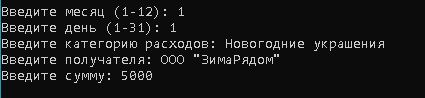 Введите месяц (1-12): 1
Введите день (1-31): 1
Введите категорию расходов: Новогодние украшения
Введите получателя: ООО "ЗимаРядом"
Введите сумму: 5000